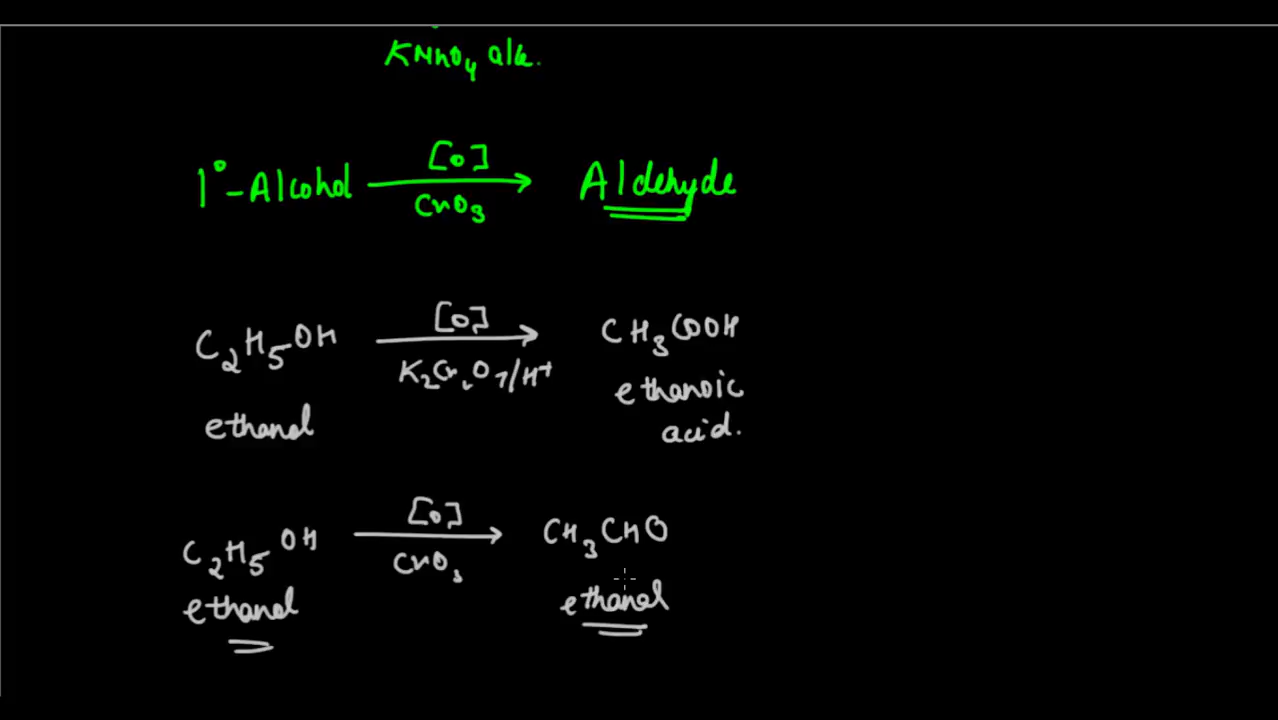 KMnO4 alk.
1°-Alcohol [O] CrO3 Aldehyde
C2H5OH [O] K2Cr2O7/H+ CH3COOH
ethanol ethanoic acid.
C2H5OH [O] CrO3 CH3CHO
ethanol ethanal